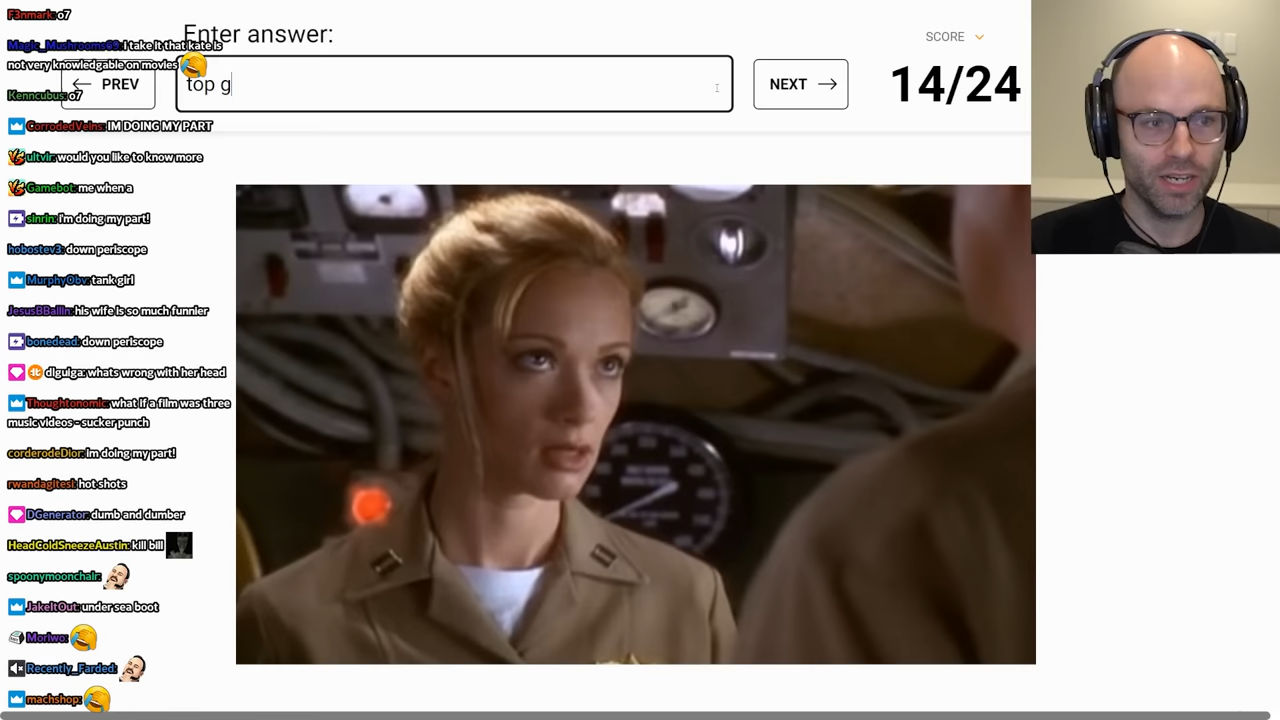 F3nmark: o7
Magic_Mushrooms69: I take it that kate is
not very knowledgable on movies
Kenncubus: o7
CorrodedVeins: IM DOING MY PART
ultvlr: would you like to know more
Gamebot: me when a
sinrin: I'm doing my part!
hobostev3: down periscope
MurphyObv: tank girl
JesusBBallin: his wife is so much funnier
bonedead: down periscope
digulga: whats wrong with her head
Thoughtonomic: what if a film was three
music videos - sucker punch
corderodeDior: Im doing my part!
rwandagitesi: hot shots
DGenerator: dumb and dumber
HeadColdSneezeAustin: kill bill
spoonymoonchair:
JakeItOut: under sea boot
Moriwo:
Recently_Farded:
machshop:
Enter answer:
PREV
top g
NEXT
SCORE
14/24